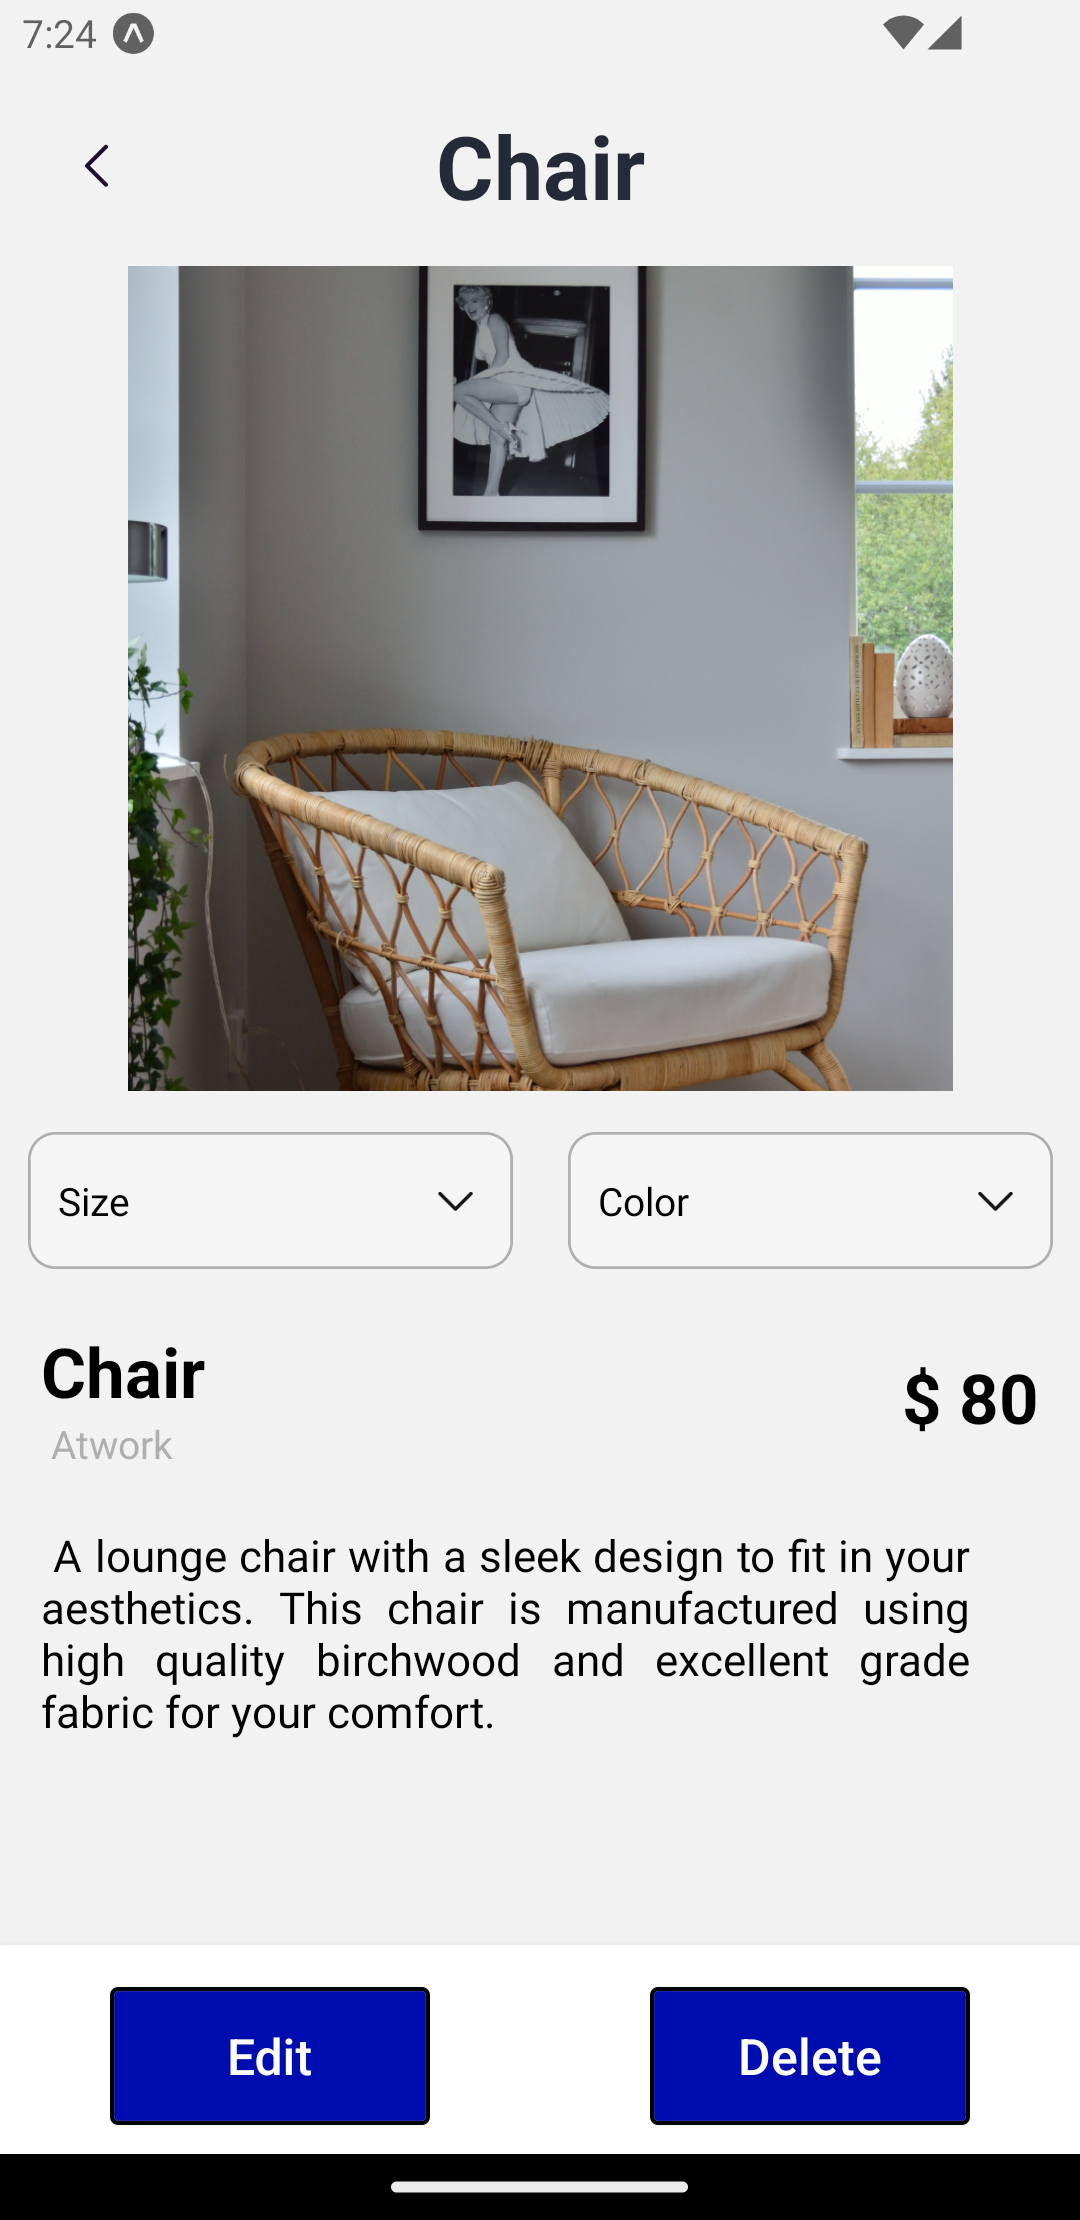 7:24
Chair
Size
Color
Chair
$ 80
Atwork
A lounge chair with a sleek design to fit in your
aesthetics. This chair is manufactured using
high quality birchwood and excellent grade
fabric for your comfort.
Edit
Delete